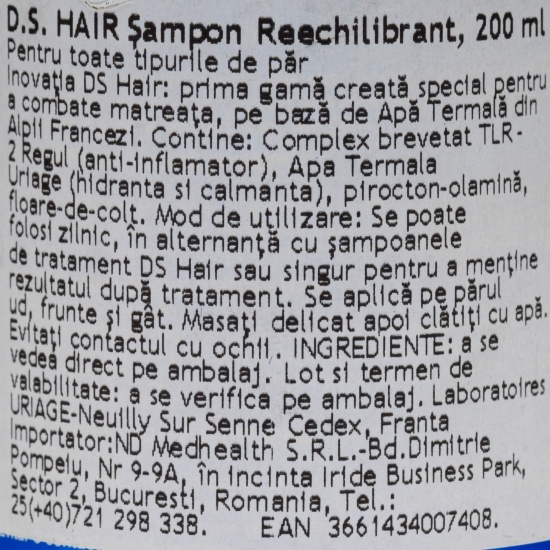 D.S. HAIR Şampon Reechilibrant, 200 ml
Pentru toate tipurile de păr
Inovația DS Hair: prima gamă creată special pentru
a combate matreața, pe bază de Apă Termală din
Alpii Francezi. Contine: Complex brevetat TLR-
2 Regul (anti-inflamator), Apa Termala
Uriage (hidranta si calmanta), pirocton-olamină,
floare-de-colț. Mod de utilizare: Se poate
folosi zilnic, în alternanță cu șampoanele
de tratament DS Hair sau singur pentru a menține
rezultatul după tratament. Se aplică pe părul
ud, frunte și gât. Masați delicat apoi clătiți cu apă.
Evitați contactul cu ochii. INGREDIENTE: a se
vedea direct pe ambalaj. Lot si termen de
valabilitate: a se verifica pe ambalaj. Laboratoires
URIAGE-Neuilly Sur Senne Cedex, Franta
Importator:ND Medhealth S.R.L.-Bd.Dimitrie
Pompeiu, Nr 9-9A, în incinta Iride Business Park,
Sector 2, Bucuresti, Romania, Tel.:
25(+40)721 298 338. EAN 3661434007408.